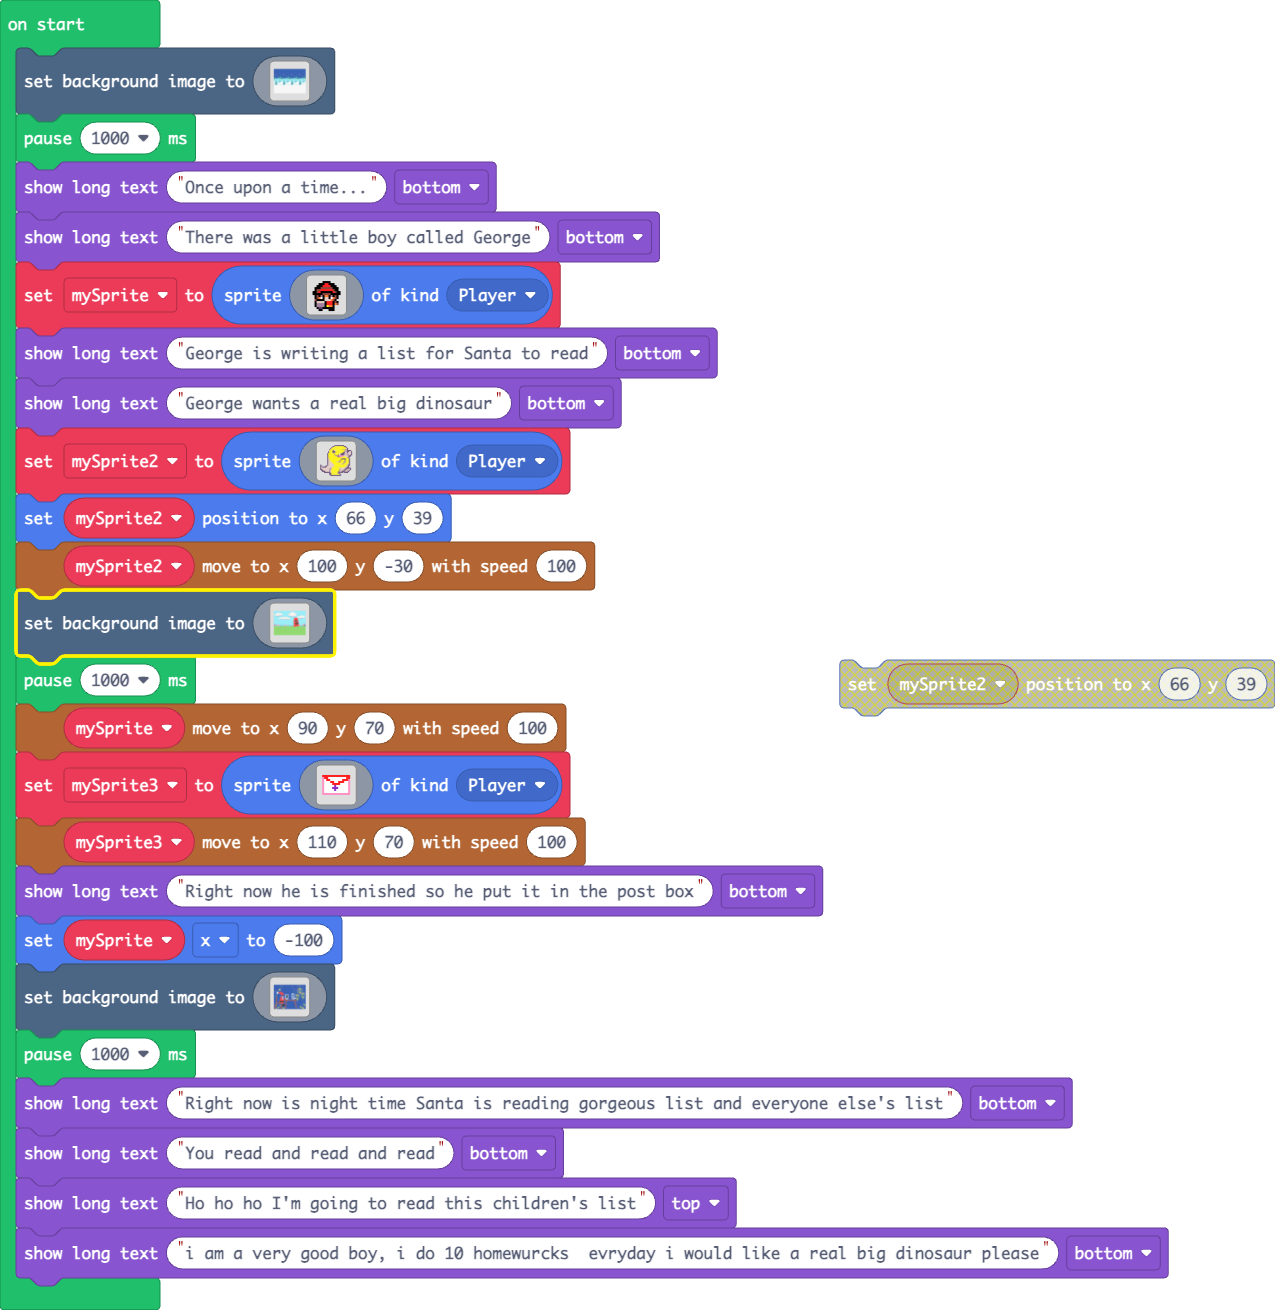 on start
set background image to
pause 1000 ms
show long text "Once upon a time..." bottom
show long text "There was a little boy called George" bottom
set mySprite to sprite of kind Player
show long text "George is writing a list for Santa to read" bottom
show long text "George wants a real big dinosaur" bottom
set mySprite2 to sprite of kind Player
set mySprite2 position to x 66 y 39
mySprite2 move to x 100 y -30 with speed 100
set background image to
pause 1000 ms
set mySprite2 position to x 66 y 39
mySprite move to x 90 y 70 with speed 100
set mySprite3 to sprite of kind Player
mySprite3 move to x 110 y 70 with speed 100
show long text "Right now he is finished so he put it in the post box" bottom
set mySprite x to -100
set background image to
pause 1000 ms
show long text "Right now is night time Santa is reading gorgeous list and everyone else's list" bottom
show long text "You read and read and read" bottom
show long text "Ho ho ho I'm going to read this children's list" top
show long text "i am a very good boy, i do 10 homewurcks  evryday i would like a real big dinosaur please" bottom